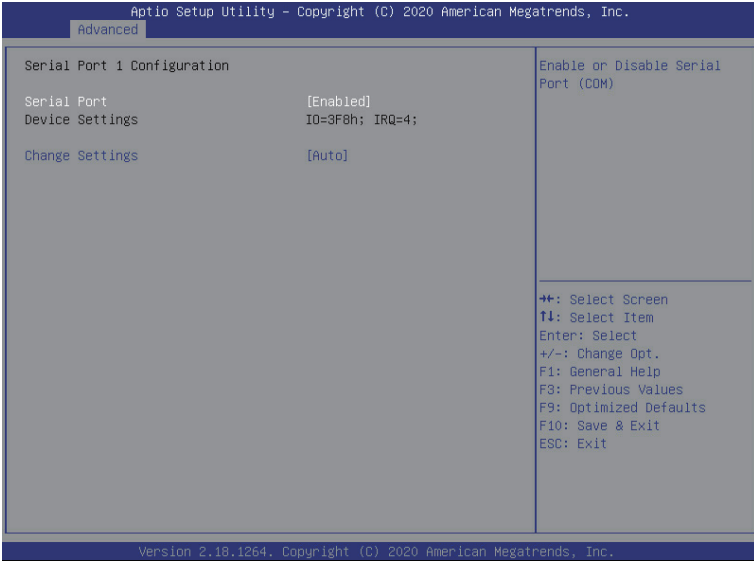 Aptio Setup Utility – Copyright (C) 2020 American Megatrends, Inc.
Advanced
Serial Port 1 Configuration
Serial Port [Enabled]
Device Settings IO=3F8h; IRQ=4;
Change Settings [Auto]
Enable or Disable Serial
Port (COM)
→←: Select Screen
↑↓: Select Item
Enter: Select
+/-: Change Opt.
F1: General Help
F3: Previous Values
F9: Optimized Defaults
F10: Save & Exit
ESC: Exit
Version 2.18.1264. Copyright (C) 2020 American Megatrends, Inc.